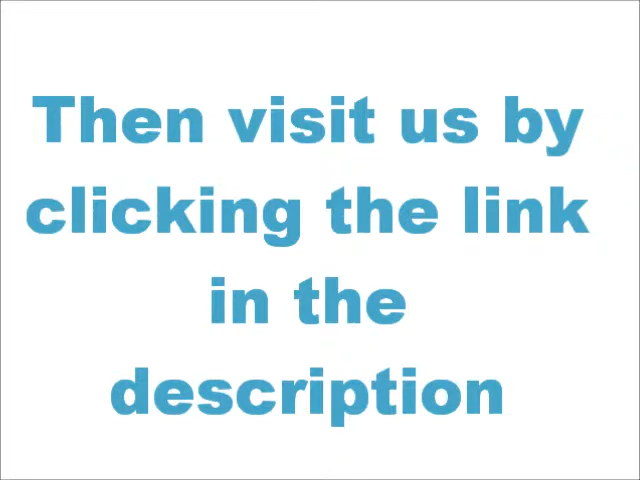 Then visit us by
clicking the link
in the
description